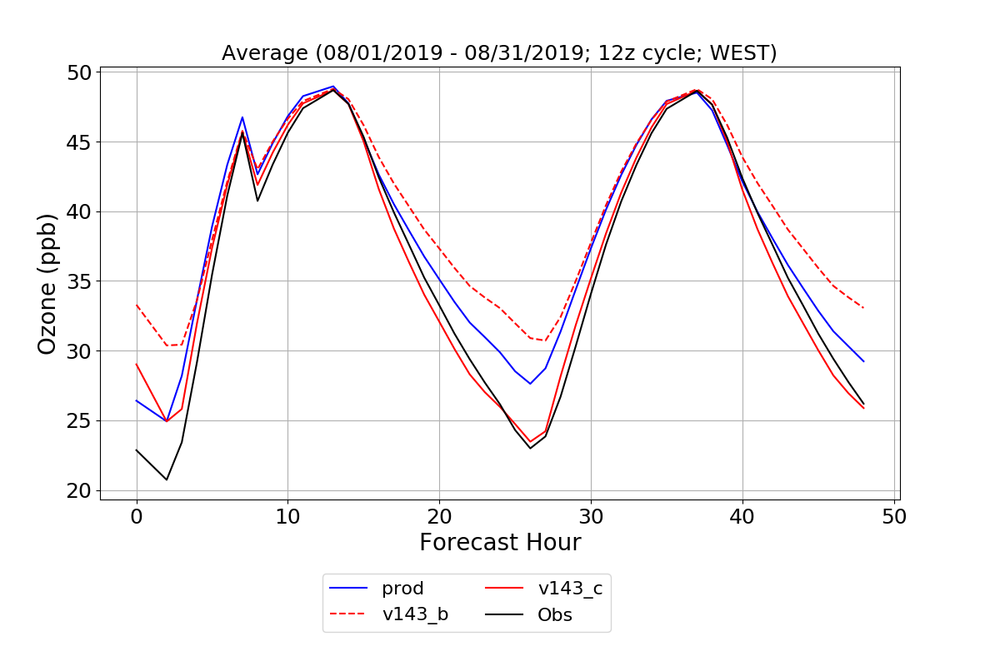 Average (08/01/2019 - 08/31/2019; 12z cycle; WEST)
50
45
40
35
30
25
20
Ozone (ppb)
0 10 20 30 40 50
Forecast Hour
prod v143_c
v143_b Obs